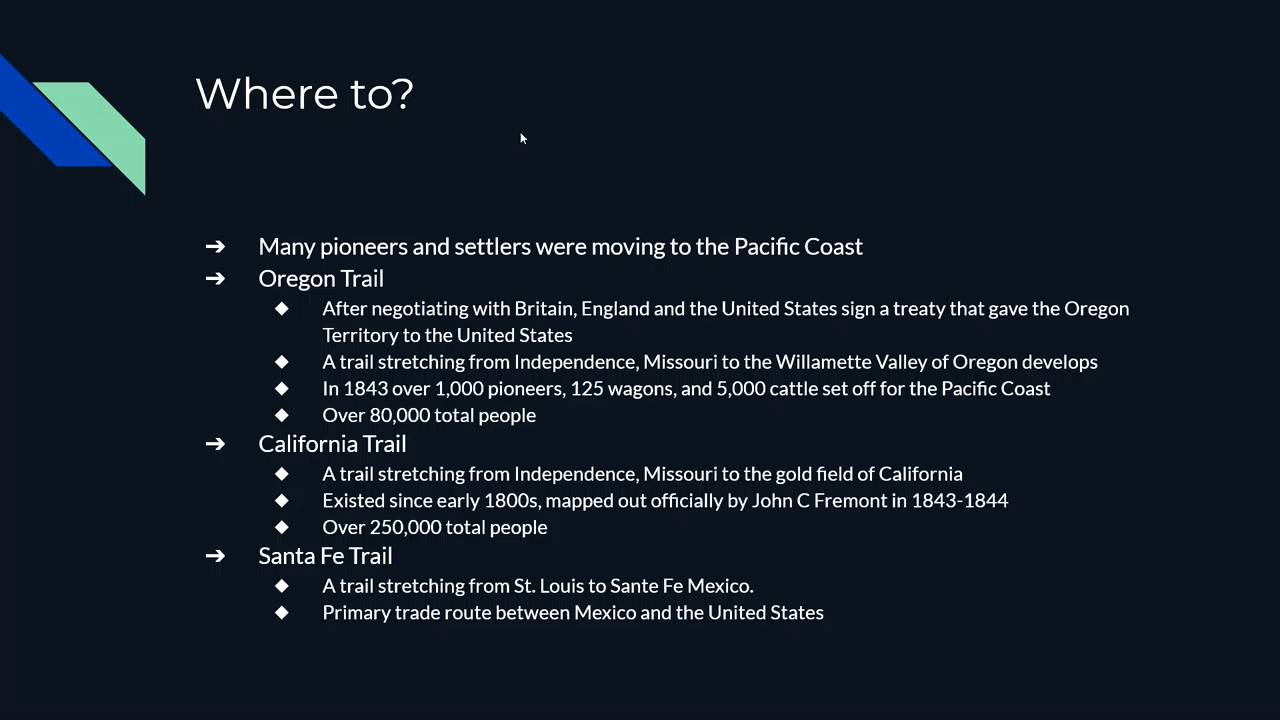 Where to?
➔ Many pioneers and settlers were moving to the Pacific Coast
➔ Oregon Trail
◆ After negotiating with Britain, England and the United States sign a treaty that gave the Oregon
Territory to the United States
◆ A trail stretching from Independence, Missouri to the Willamette Valley of Oregon develops
◆ In 1843 over 1,000 pioneers, 125 wagons, and 5,000 cattle set off for the Pacific Coast
◆ Over 80,000 total people
➔ California Trail
◆ A trail stretching from Independence, Missouri to the gold field of California
◆ Existed since early 1800s, mapped out officially by John C Fremont in 1843-1844
◆ Over 250,000 total people
➔ Santa Fe Trail
◆ A trail stretching from St. Louis to Sante Fe Mexico.
◆ Primary trade route between Mexico and the United States